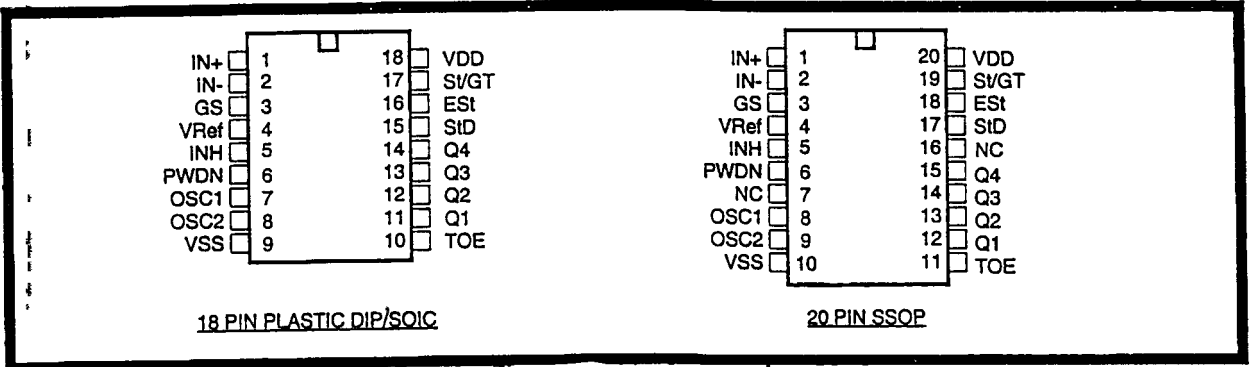 IN+ 1 18 VDD
IN- 2 17 St/GT
GS 3 16 ESt
VRef 4 15 StD
INH 5 14 Q4
PWDN 6 13 Q3
OSC1 7 12 Q2
OSC2 8 11 Q1
VSS 9 10 TOE
18 PIN PLASTIC DIP/SOIC
IN+ 1 20 VDD
IN- 2 19 St/GT
GS 3 18 ESt
VRef 4 17 StD
INH 5 16 NC
PWDN 6 15 Q4
NC 7 14 Q3
OSC1 8 13 Q2
OSC2 9 12 Q1
VSS 10 11 TOE
20 PIN SSOP